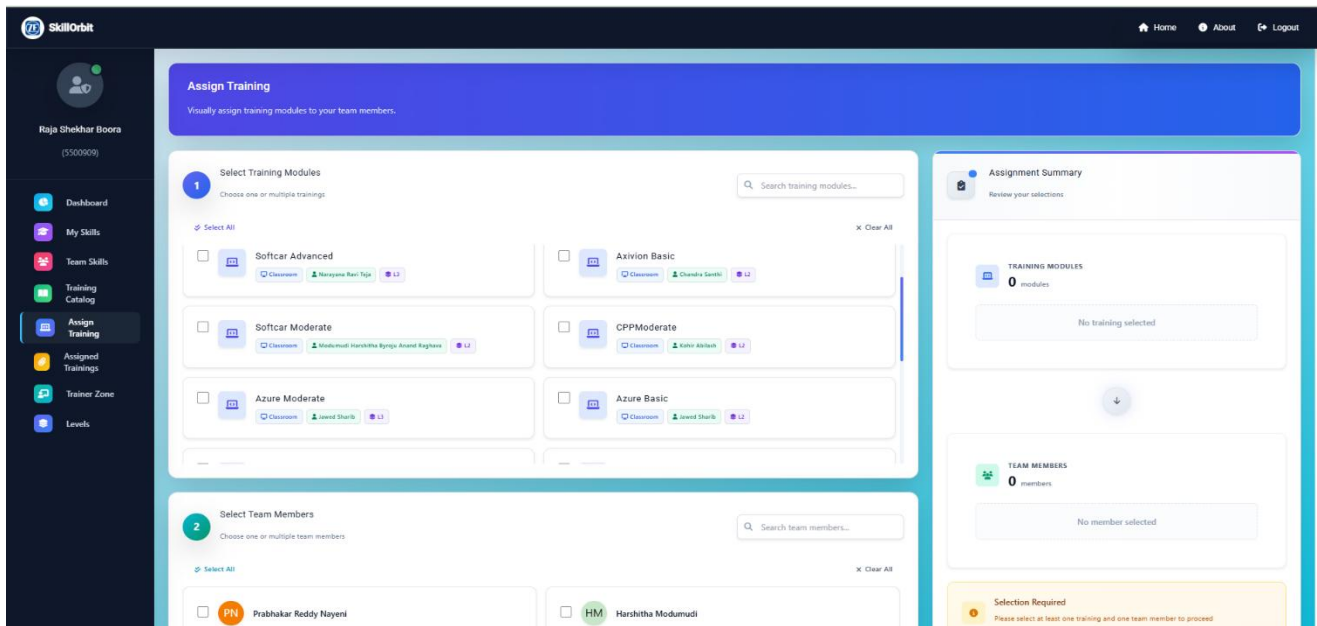 SkillOrbit
Home
About
Logout
Raja Shekhar Boora
(5500909)
Dashboard
My Skills
Team Skills
Training
Catalog
Assign
Training
Assigned
Trainings
Trainer Zone
Levels
Assign Training
Visually assign training modules to your team members.
1
Select Training Modules
Choose one or multiple trainings
Search training modules...
Select All
Clear All
Softcar Advanced
Classroom Narayana Ravi Teja L3
Axivion Basic
Classroom Chandra Santhi L2
Softcar Moderate
Classroom Modumudi Harshitha Byroju Anand Raghava L2
CPPModerate
Classroom Abilash L2
Azure Moderate
Classroom Jawed Sharib L3
Azure Basic
Classroom Jawed Sharib L2
2
Select Team Members
Choose one or multiple team members
Search team members...
Select All
Clear All
PN Prabhakar Reddy Nayeni
HM Harshitha Modumudi
Assignment Summary
Review your selections
TRAINING MODULES
0 modules
No training selected
TEAM MEMBERS
0 members
No member selected
Selection Required
Please select at least one training and one team member to proceed